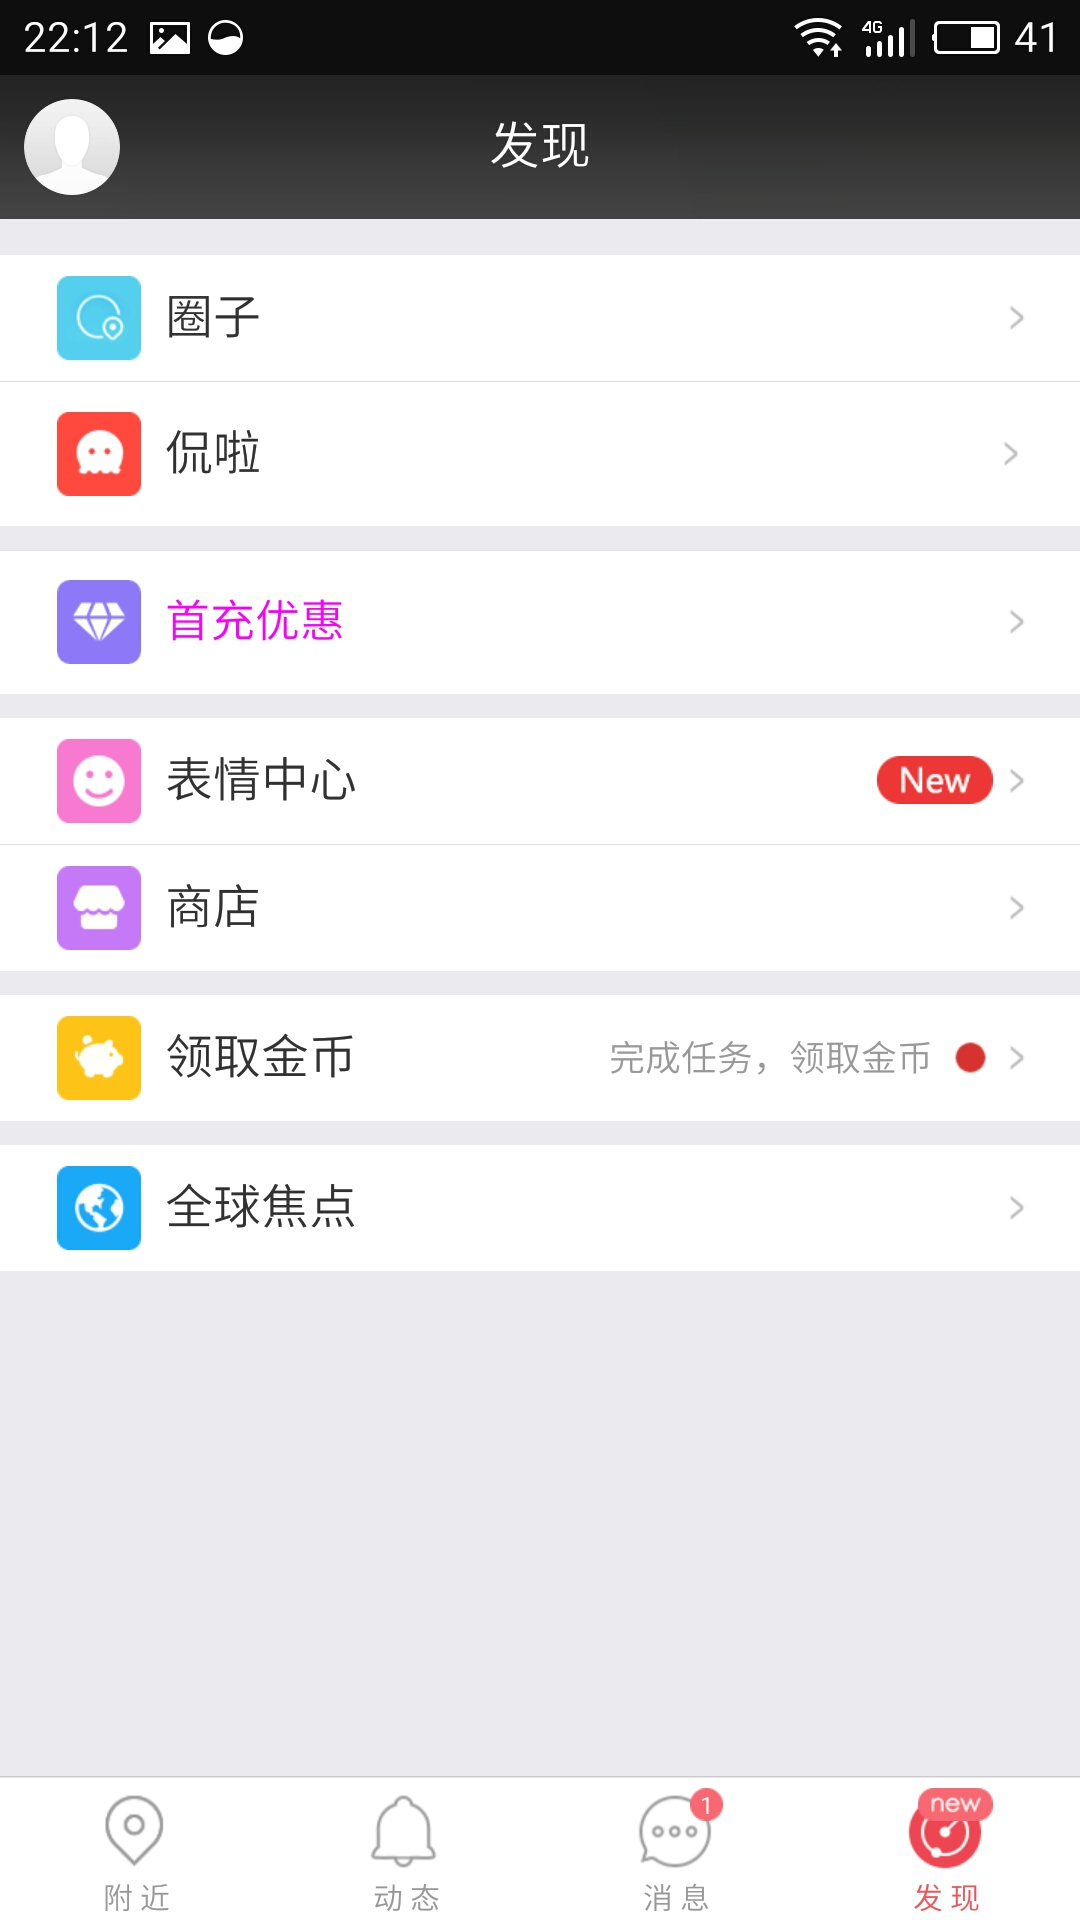 22:12 4G 41
发现
圈子
侃啦
首充优惠
表情中心 New
商店
领取金币 完成任务，领取金币
全球焦点
1 new
附近 动态 消息 发现